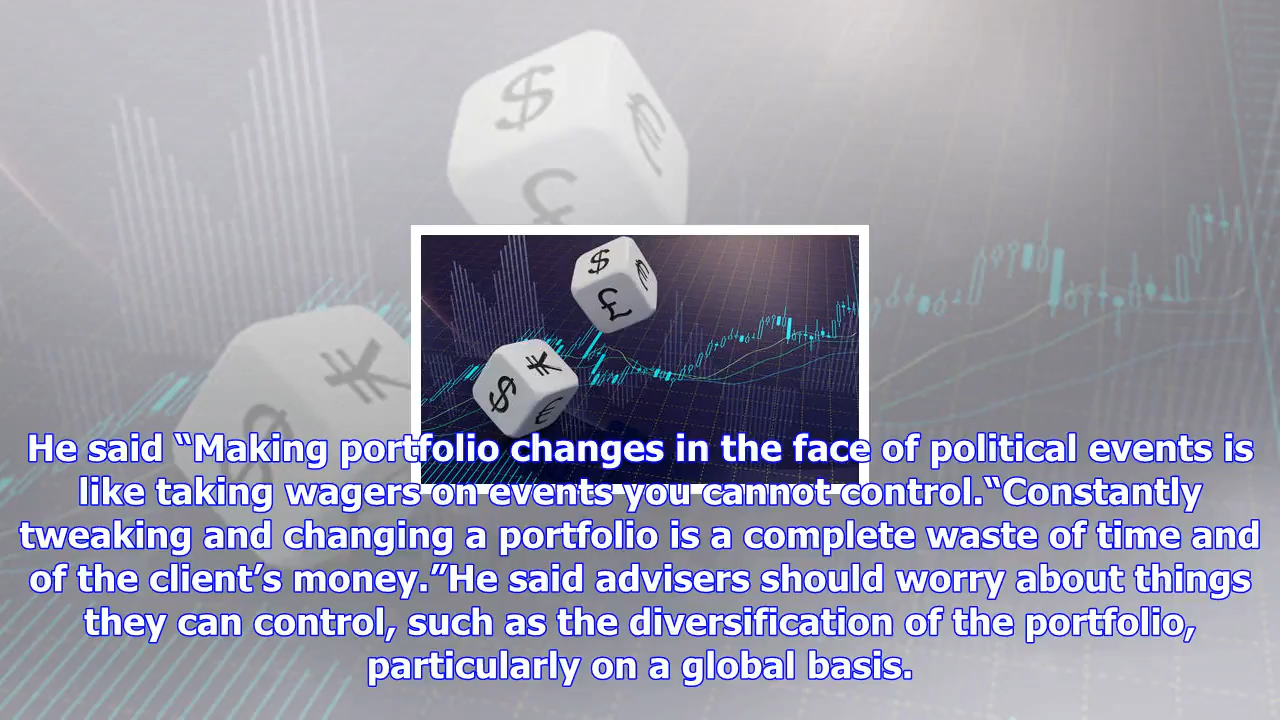 He said “Making portfolio changes in the face of political events is
like taking wagers on events you cannot control.“Constantly
tweaking and changing a portfolio is a complete waste of time and
of the client’s money.”He said advisers should worry about things
they can control, such as the diversification of the portfolio,
particularly on a global basis.